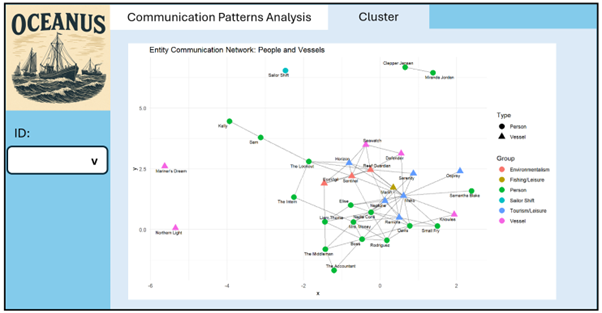 OCEANUS
Communication Patterns Analysis
Cluster
ID:
v
Entity Communication Network: People and Vessels
Clepper Jensen
Miranda Jordan
Sailor Shift
Kelly
Sam
Seawatch
Defender
Horizon
The Lookout
Reef Guardian
Serenity
Osprey
Mariner's Dream
EcoVigil
Sentinel
Samantha Blake
The Intern
Elise
Neptune
Mako
Nadia Conti
Remora
Knowles
Liam Thorne
Mrs. Money
Davis
Small Fry
Northern Light
Boss
Rodriguez
The Middleman
The Accountant
5.0
2.5
0.0
y
-6
-4
-2
0
2
x
Type
Person
Vessel
Group
Environmentalism
Fishing/Leisure
Person
Sailor Shift
Tourism/Leisure
Vessel